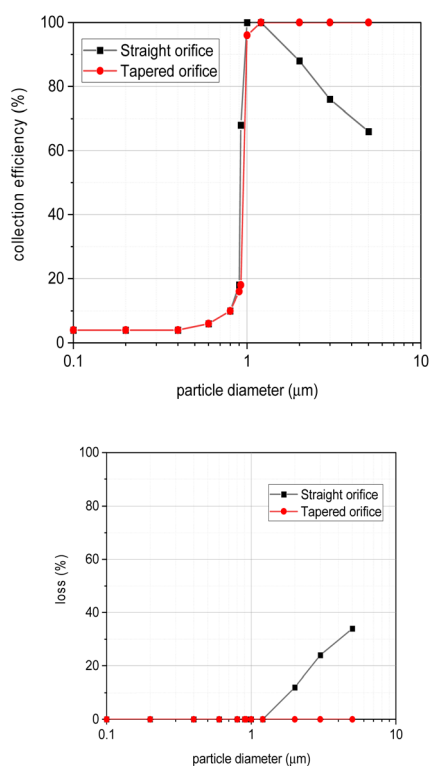 100
80
60
40
20
0
collection efficiency (%)
Straight orifice
Tapered orifice
0.1
1
10
particle diameter (μm)
100
80
60
40
20
0
loss (%)
Straight orifice
Tapered orifice
0.1
1
10
particle diameter (μm)